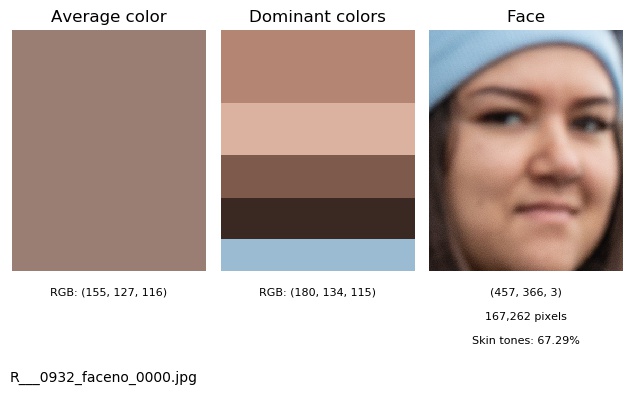 Average color
Dominant colors
Face
RGB: (155, 127, 116)
RGB: (180, 134, 115)
(457, 366, 3)
167,262 pixels
Skin tones: 67.29%
R___0932_faceno_0000.jpg